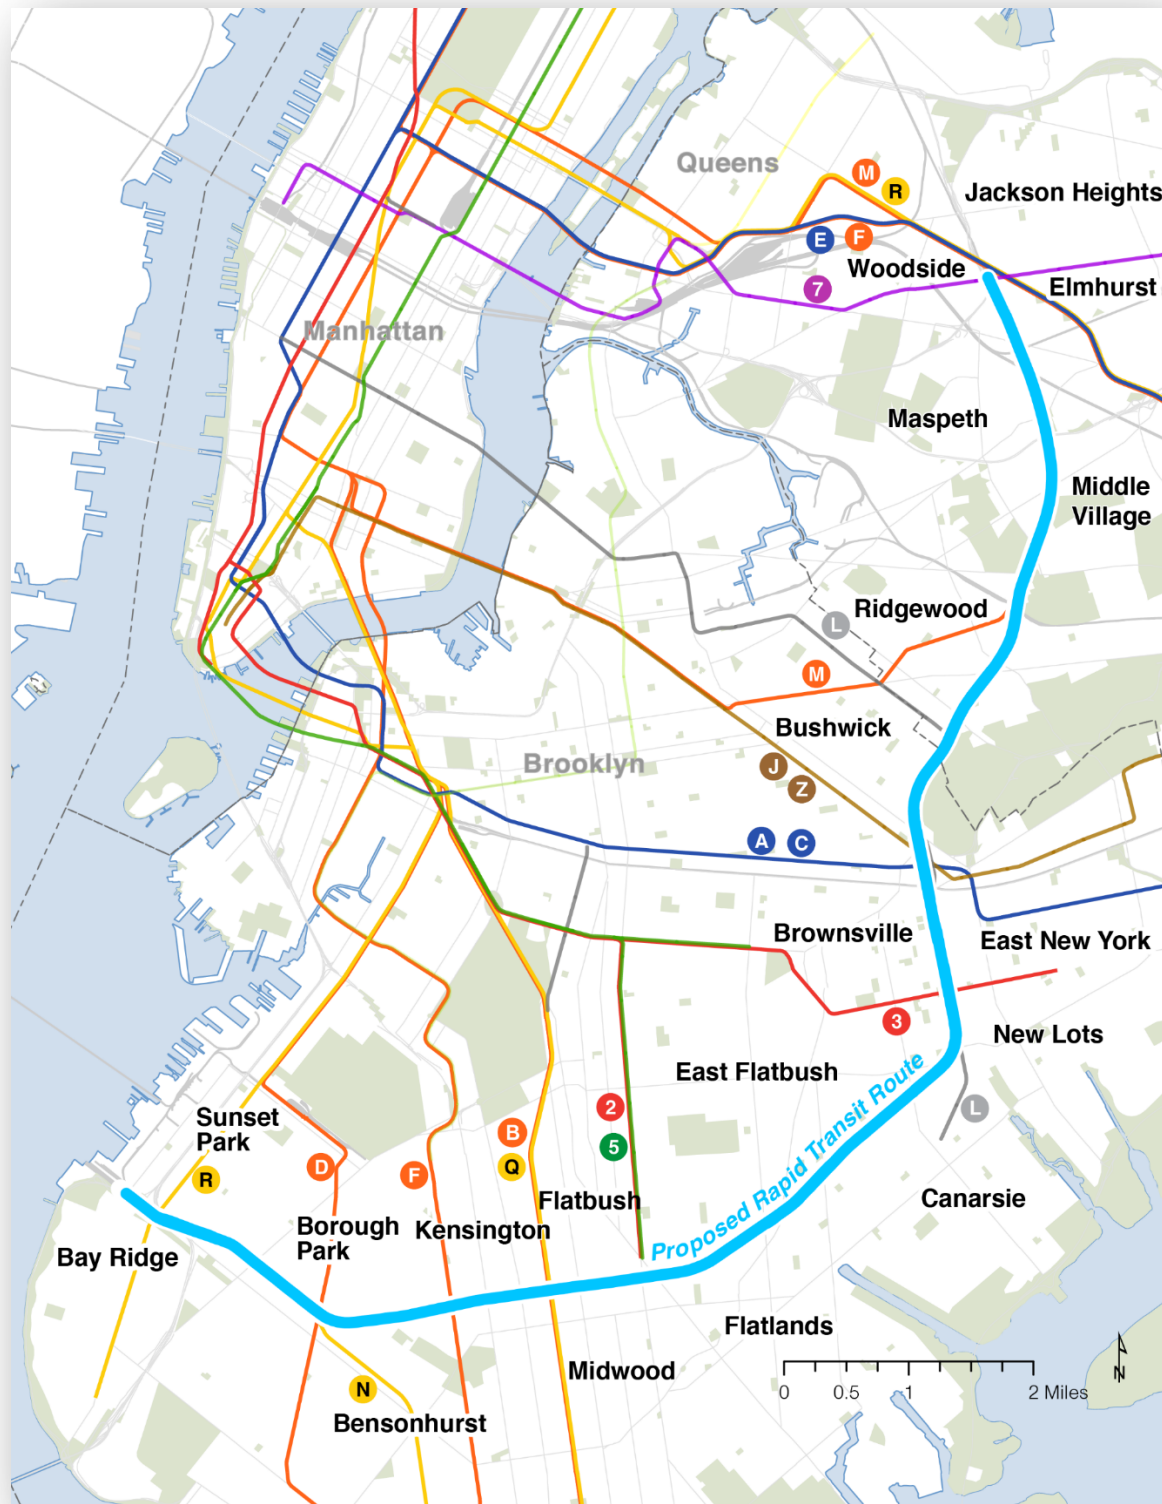 Queens
M
R
Jackson Heights
E
F
Woodside
7
Elmhurst
Manhattan
Maspeth
Middle
Village
Ridgewood
L
M
Bushwick
Brooklyn
J
Z
A
C
Brownsville
East New York
3
New Lots
East Flatbush
Proposed Rapid Transit Route
2
L
Sunset
Park
B
5
D
F
Q
R
Canarsie
Flatbush
Borough
Park
Kensington
Bay Ridge
Flatlands
N
Midwood
0 0.5 1 2 Miles
N
Bensonhurst